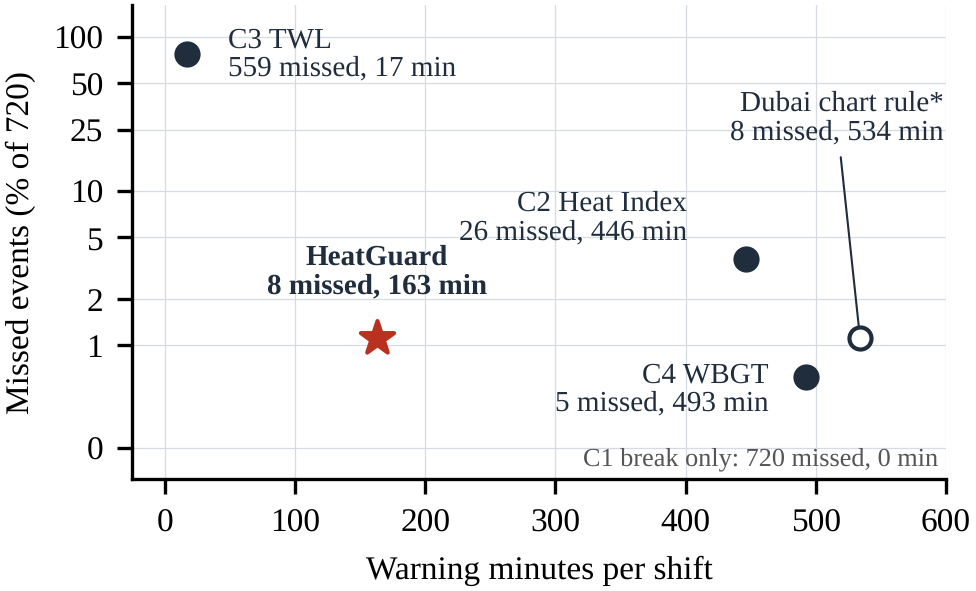 Missed events (% of 720)
100
50
25
10
5
2
1
0
C3 TWL
559 missed, 17 min
Dubai chart rule*
8 missed, 534 min
C2 Heat Index
26 missed, 446 min
HeatGuard
8 missed, 163 min
C4 WBGT
5 missed, 493 min
C1 break only: 720 missed, 0 min
0
100
200
300
400
500
600
Warning minutes per shift